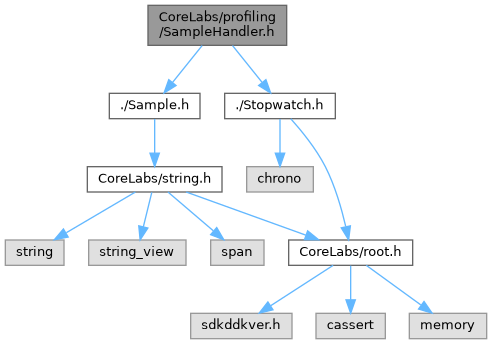 CoreLabs/profiling
/SampleHandler.h
./Sample.h
./Stopwatch.h
CoreLabs/string.h
chrono
string
string_view
span
CoreLabs/root.h
sdkddkver.h
cassert
memory